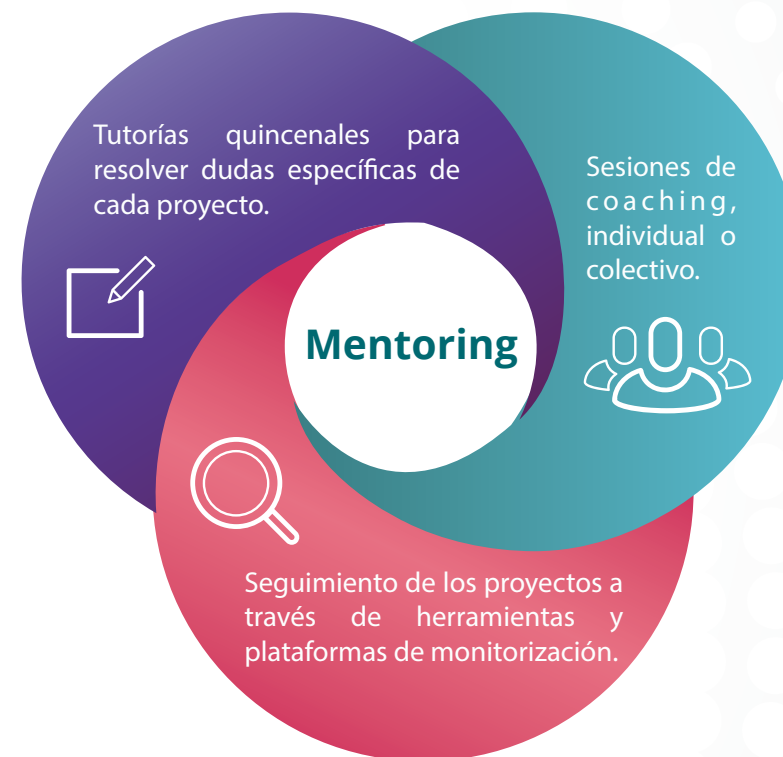 Tutorías quincenales para
resolver dudas específicas de
cada proyecto.
Sesiones de
coaching,
individual o
colectivo.
Mentoring
Seguimiento de los proyectos a
través de herramientas y
plataformas de monitorización.